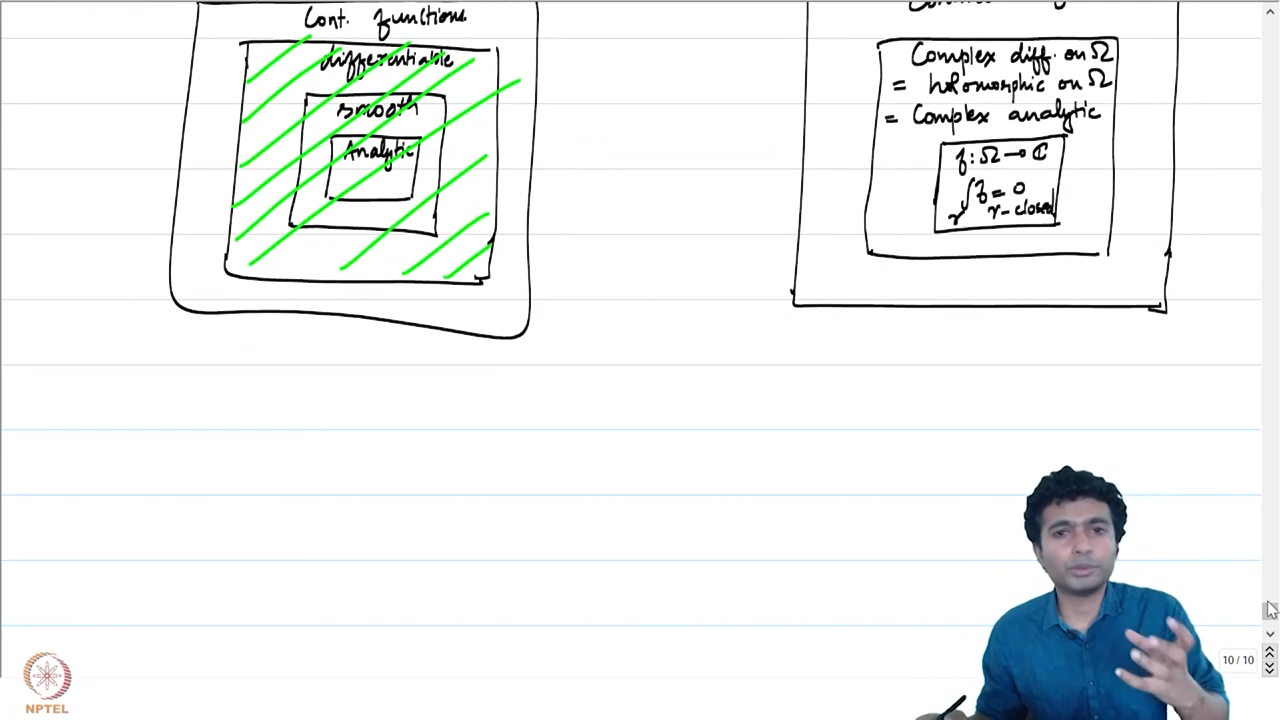 Cont. functions
differentiable
smooth
Analytic
Complex diff. on Ω
= holomorphic on Ω
= Complex analytic
f: Ω → ℂ
∫f = 0
γ γ-closed
10 / 10
NPTEL